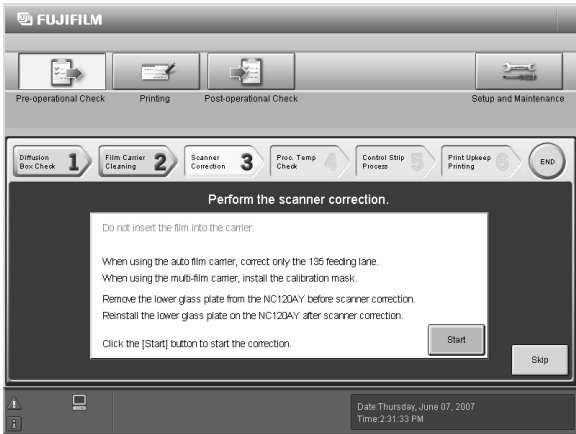 FUJIFILM
Pre-operational Check
Printing
Post-operational Check
Setup and Maintenance
Diffusion
Box Check
1
Film Carrier
Cleaning
2
Scanner
Correction
3
Proc. Temp
Check
4
Control Strip
Process
5
Print Upkeep
Printing
6
END
Perform the scanner correction.
Do not insert the film into the carrier.
When using the auto film carrier, correct only the 135 feeding lane.
When using the multi-film carrier, install the calibration mask.
Remove the lower glass plate from the NC120AY before scanner correction.
Reinstall the lower glass plate on the NC120AY after scanner correction.
Click the [Start] button to start the correction.
Start
Skip
Date:Thursday, June 07, 2007
Time:2:31:33 PM